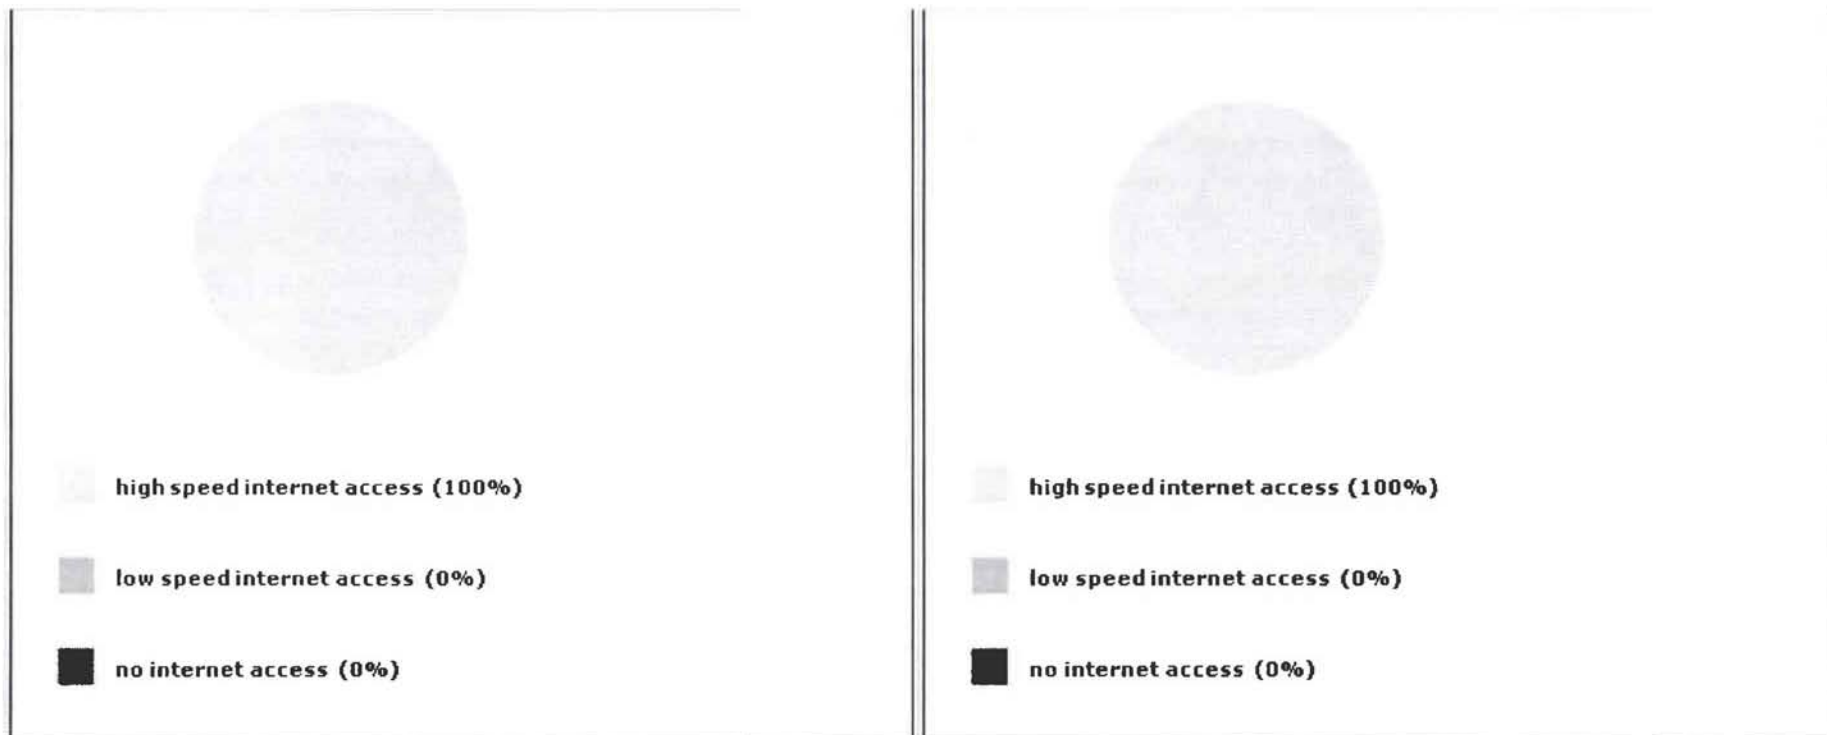 high speed internet access (100%)
low speed internet access (0%)
no internet access (0%)
high speed internet access (100%)
low speed internet access (0%)
no internet access (0%)